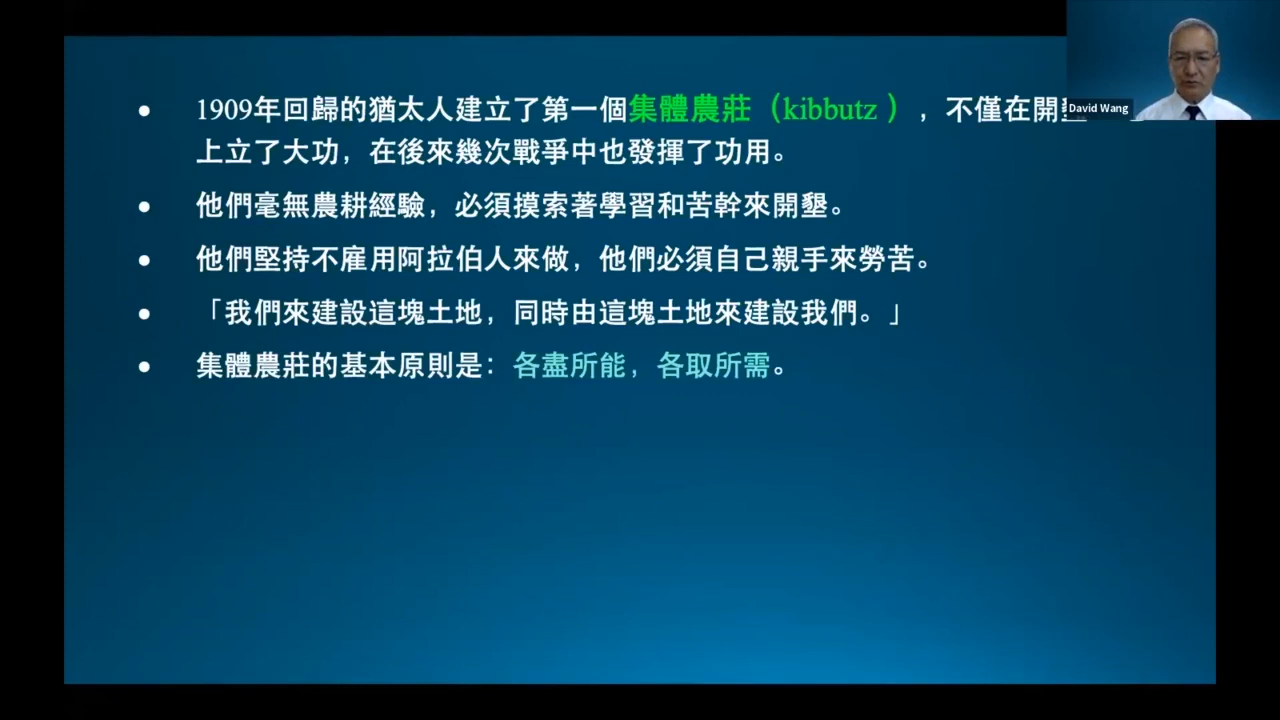 • 1909年回歸的猶太人建立了第一個集體農莊（kibbutz ），不僅在開
上立了大功，在後來幾次戰爭中也發揮了功用。
• 他們毫無農耕經驗，必須摸索著學習和苦幹來開墾。
• 他們堅持不雇用阿拉伯人來做，他們必須自己親手來勞苦。
• 「我們來建設這塊土地，同時由這塊土地來建設我們。」
• 集體農莊的基本原則是：各盡所能，各取所需。
David Wang